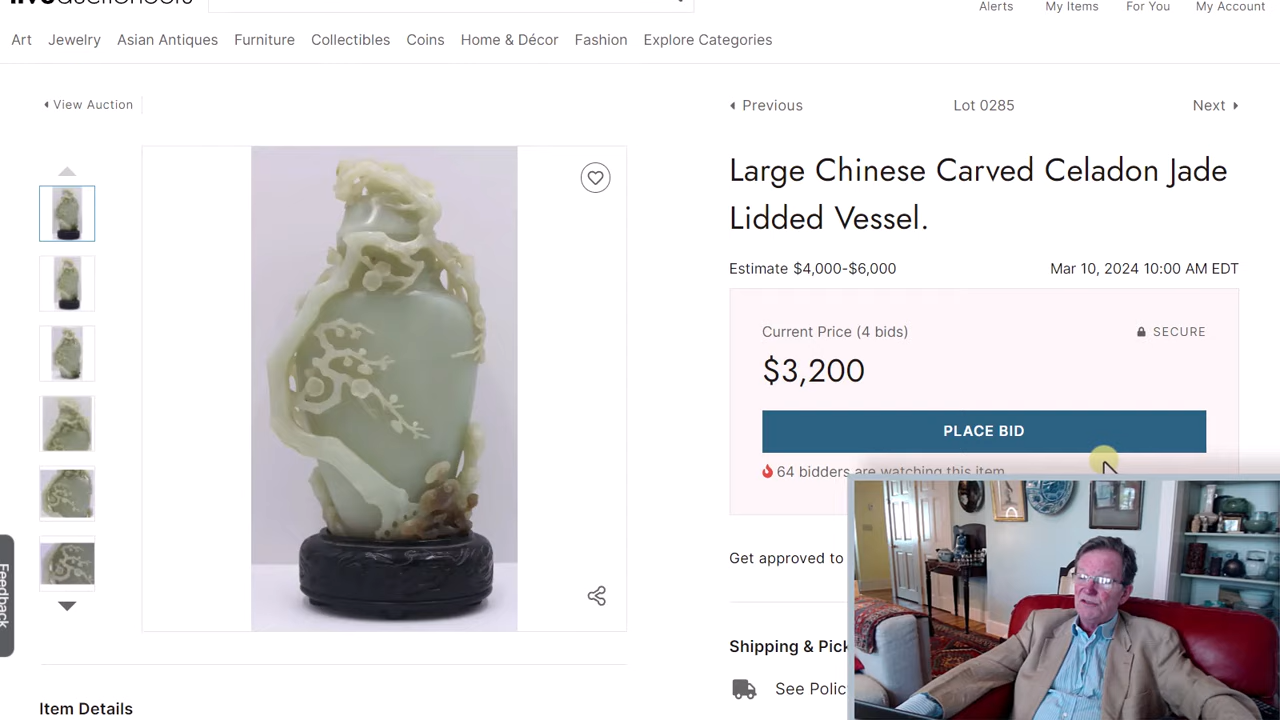 Alerts
My Items
For You
My Account
Art
Jewelry
Asian Antiques
Furniture
Collectibles
Coins
Home & Décor
Fashion
Explore Categories
View Auction
Previous
Lot 0285
Next
Large Chinese Carved Celadon Jade
Lidded Vessel.
Estimate $4,000-$6,000
Mar 10, 2024 10:00 AM EDT
Current Price (4 bids)
SECURE
$3,200
PLACE BID
64 bidders are watching this item
Get approved to
Shipping & Pick
See Polic
Feedback
Item Details